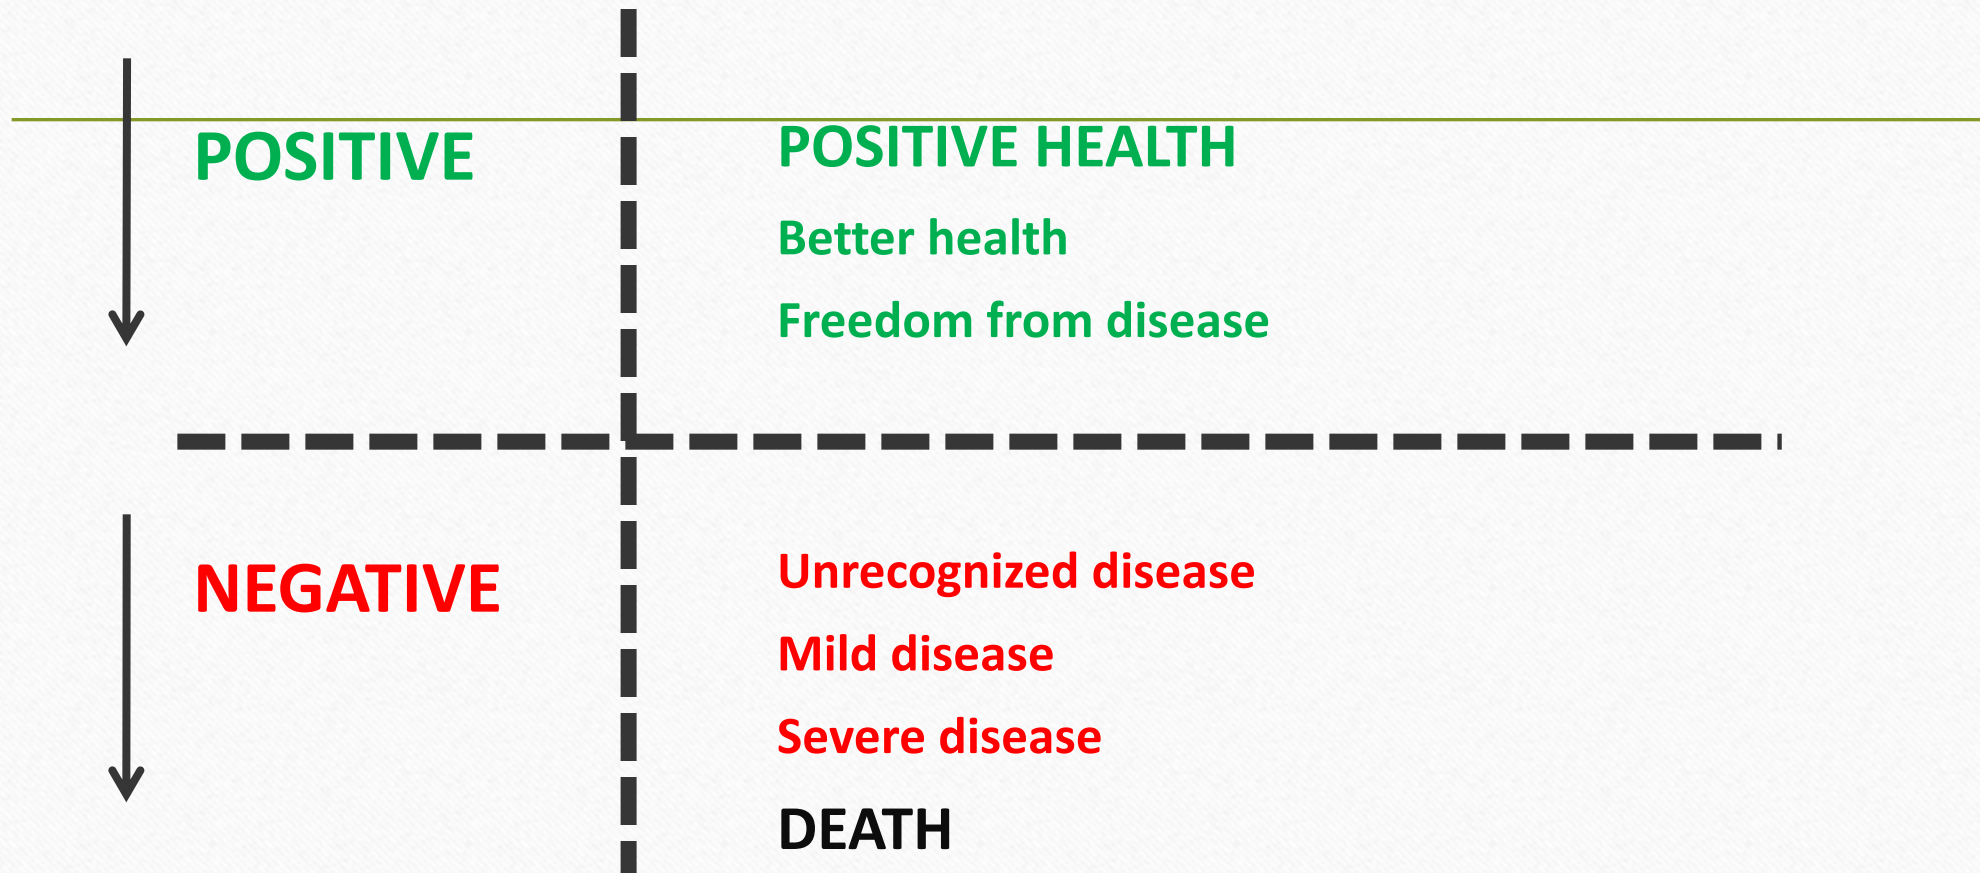 POSITIVE
POSITIVE HEALTH
Better health
Freedom from disease
NEGATIVE
Unrecognized disease
Mild disease
Severe disease
DEATH